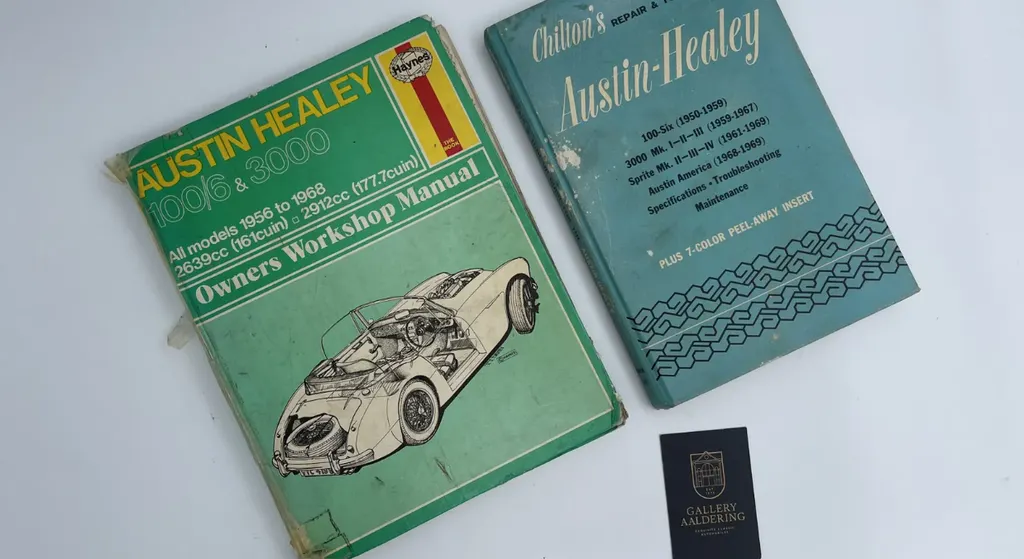 AUSTIN HEALEY
100/6 & 3000
All models 1956 to 1968
2639cc (161cuin) □ 2912cc (177.7cuin)
Owners Workshop Manual
Haynes
THE
BOOK
Chilton's REPAIR &
Austin-Healey
100-Six (1950-1959)
3000 Mk. I-II-III (1959-1967)
Sprite Mk. II-III-IV (1961-1969)
Austin America (1968-1969)
Specifications • Troubleshooting
Maintenance
PLUS 7-COLOR PEEL-AWAY INSERT
GALLERY
AALDERING